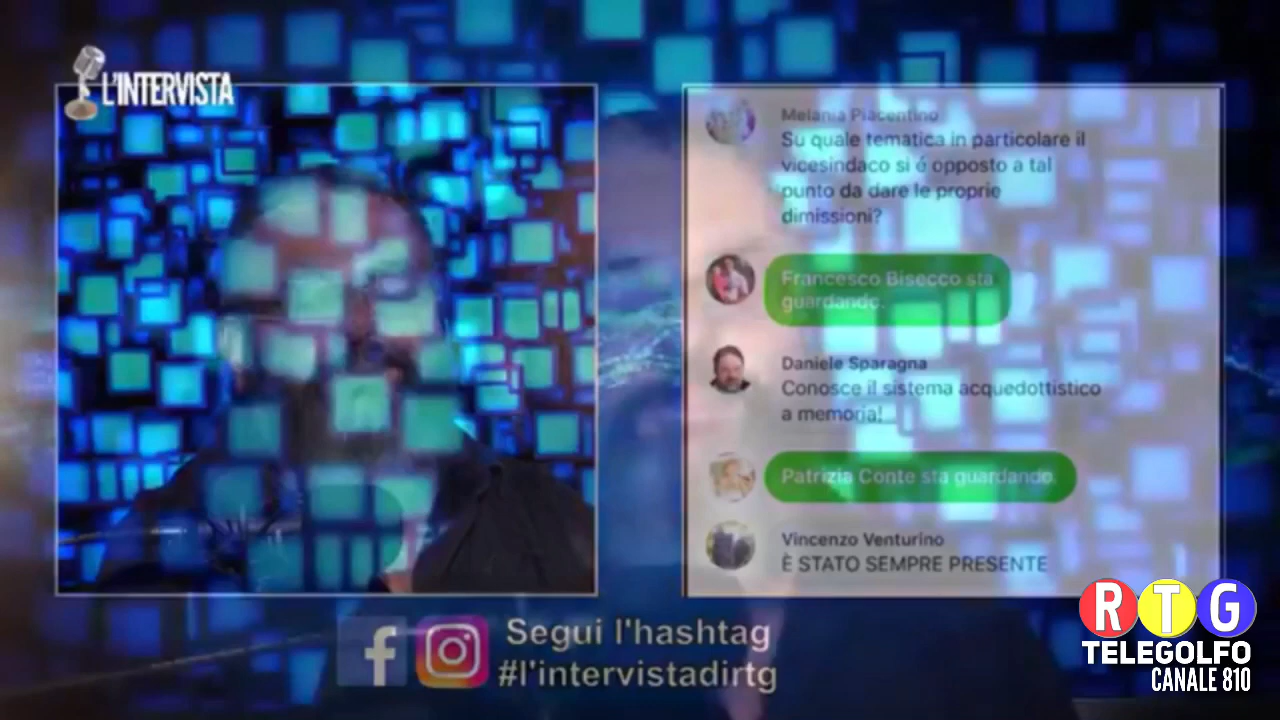 L'INTERVISTA
Melania Piacentino
Su quale tematica in particolare il
vicesindaco si é opposto a tal
punto da dare le proprie
dimissioni?
Francesco Bisecco sta
guardando.
Daniele Sparagna
Conosce il sistema acquedottistico
a memoria!
Patrizia Conte sta guardando.
Vincenzo Venturino
È STATO SEMPRE PRESENTE
Segui l'hashtag
#l'intervistadirtg
RTG
TELEGOLFO
CANALE 810